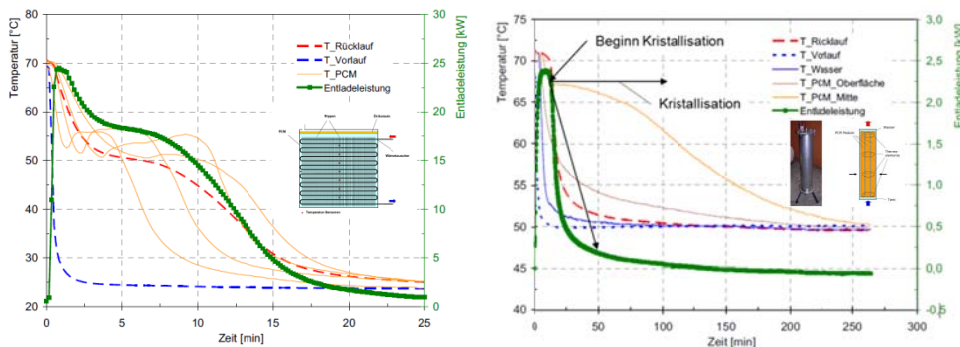 80
70
60
50
40
30
20
Temperatur [°C]
T_Rücklauf
T_Vorlauf
T_PCM
Entladeleistung
PCM
Temperatur-Sensoren
30
25
20
15
10
5
0
Entladeleistung [kW]
0 5 10 15 20 25
Zeit [min]
80
75
70
65
60
55
50
45
40
Temperatur [°C]
Beginn Kristallisation
Kristallisation
T_Rücklauf
T_Vorlauf
T_Wasser
T_PCM_Oberfläche
T_PCM_Mitte
Entladeleistung
3,0
2,5
2,0
1,5
1,0
0,5
0,0
-0,5
Entladeleistung [kW]
0 50 100 150 200 250 300
Zeit [min]